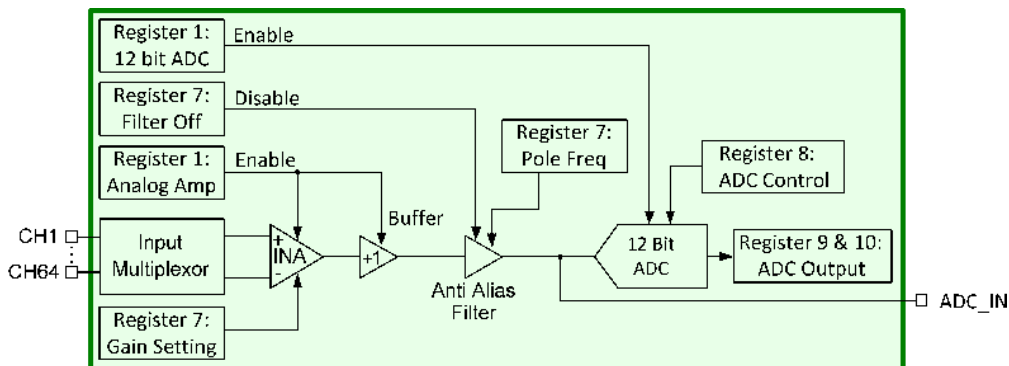 Register 1:
12 bit ADC
Enable
Register 7:
Filter Off
Disable
Register 7:
Pole Freq
Register 1:
Analog Amp
Enable
Register 8:
ADC Control
Buffer
CH1
CH64
Input
Multiplexor
+
INA
-
+1
Anti Alias
Filter
12 Bit
ADC
Register 9 & 10:
ADC Output
ADC_IN
Register 7:
Gain Setting